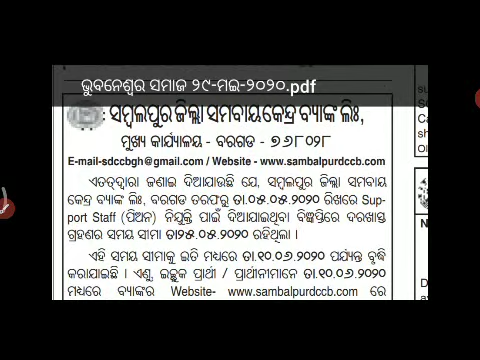 ଭୁବନେଶ୍ୱର ସମାଜ ୨୯-ମଇ-୨୦୨୦.pdf
ସମ୍ବଲପୁର ଜିଲ୍ଲା ସମବାୟ କେନ୍ଦ୍ର ବ୍ୟାଙ୍କ ଲିଃ,
ମୁଖ୍ୟ କାର୍ଯ୍ୟାଳୟ - ବରଗଡ - ୭୬୮୦୨୮
E-mail-sdccbgh@gmail.com / Website - www.sambalpurdccb.com
ଏତଦ୍ଦ୍ୱାରା ଜଣାଇ ଦିଆଯାଉଛି ଯେ, ସମ୍ବଲପୁର ଜିଲ୍ଲା ସମବାୟ
କେନ୍ଦ୍ର ବ୍ୟାଙ୍କ ଲିଃ, ବରଗଡ ତରଫରୁ ତା.୦୫.୦୫.୨୦୨୦ ରିଖରେ Sup-
port Staff (ପିଅନ) ନିଯୁକ୍ତି ପାଇଁ ଦିଆଯାଇଥିବା ବିଜ୍ଞପ୍ତିରେ ଦରଖାସ୍ତ
ଗ୍ରହଣର ସମୟ ସୀମା ତା୨୫.୦୫.୨୦୨୦ ରହିଥିଲା ।
ଏହି ସମୟ ସୀମାକୁ ଇତି ମଧ୍ୟରେ ତା.୧୦.୦୬.୨୦୨୦ ପର୍ଯ୍ୟନ୍ତ ବୃଦ୍ଧି
କରାଯାଇଛି । ଏଣୁ ଇଚ୍ଛୁକ ପ୍ରାର୍ଥୀ / ପ୍ରାର୍ଥୀନୀମାନେ ତା.୧୦.୦୬.୨୦୨୦
ମଧ୍ୟରେ ବ୍ୟାଙ୍କର Website- www.sambalpurdccb.com ରେ